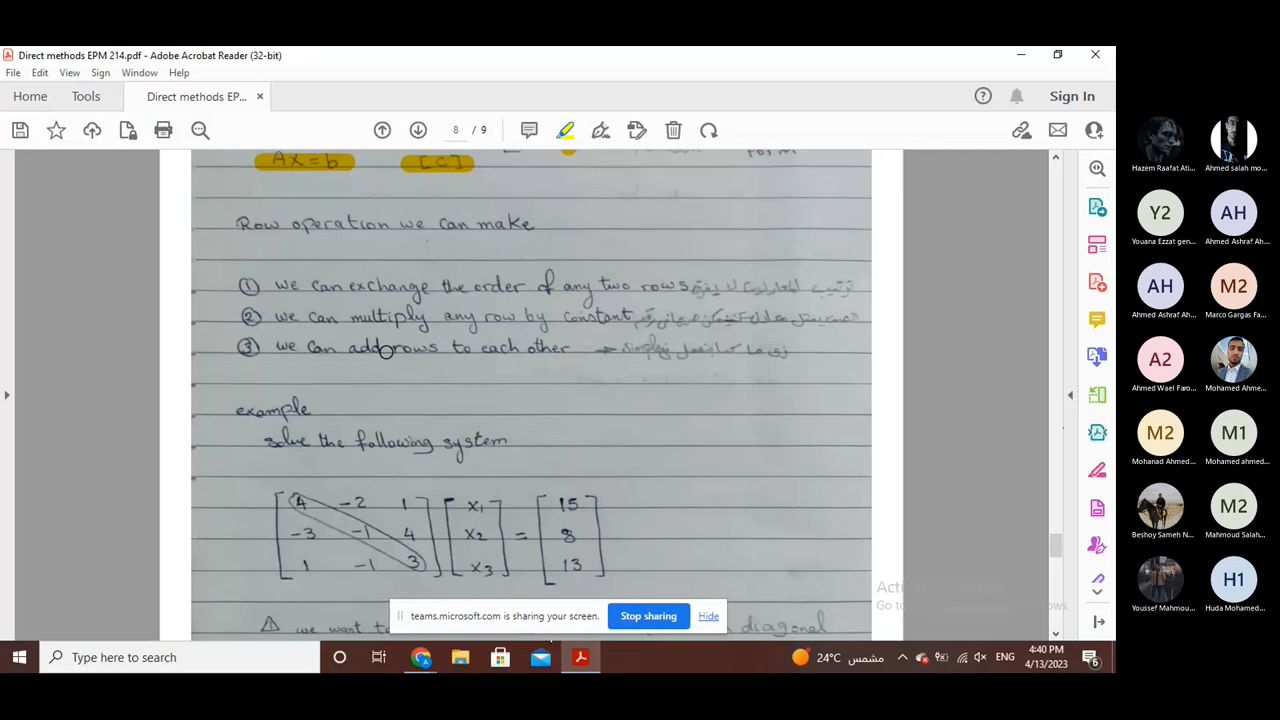 Direct methods EPM 214.pdf - Adobe Acrobat Reader (32-bit)
File Edit View Sign Window Help
Home Tools Direct methods EP... × Sign In
8 / 9
AX = b [C] Form
Row operation we can make
① we can exchange the order of any two rows
② we can multiply any row by constant
③ we can add rows to each other → simplex
example
solve the following system
4 -2 1 x1 15
-3 -1 4 x2 = 8
1 -1 3 x3 13
we want to diagonal
teams.microsoft.com is sharing your screen. Stop sharing Hide
Type here to search
24°C مشمس ENG
4:40 PM
4/13/2023
6
Hazem Raafat Ati... Ahmed salah mo...
Y2 AH
Youana Ezzat gen... Ahmed Ashraf Ah...
AH M2
Ahmed Ashraf Ah... Marco Gargas Fa...
A2
Ahmed Wael Faro... Mohamed Ahme...
M2 M1
Mohanad Ahmed... Mohamed ahmed...
M2
Beshoy Sameh N... Mahmoud Salah...
H1
Youssef Mahmou... Huda Mohamed...